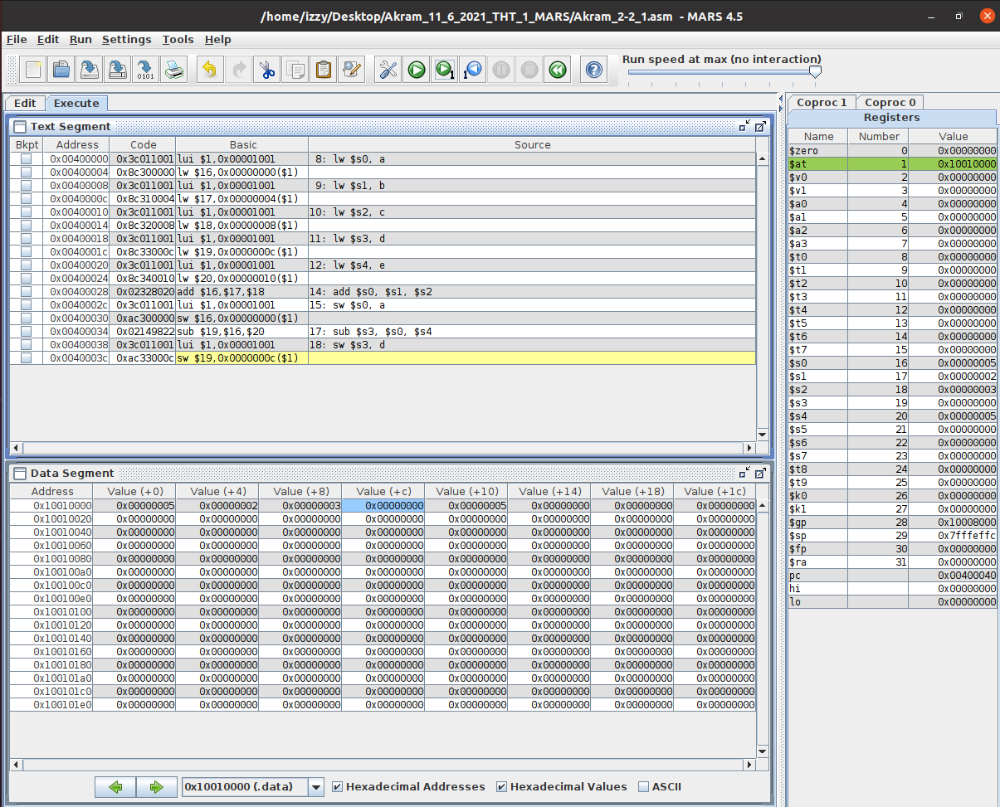 /home/izzy/Desktop/Akram_11_6_2021_THT_1_MARS/Akram_2-2_1.asm - MARS 4.5
File Edit Run Settings Tools Help
Run speed at max (no interaction)
Edit Execute
Text Segment
Bkpt Address Code Basic Source
0x00400000 0x3c011001 lui $1,0x00001001 8: lw $s0, a
0x00400004 0x8c300000 lw $16,0x00000000($1)
0x00400008 0x3c011001 lui $1,0x00001001 9: lw $s1, b
0x0040000c 0x8c310004 lw $17,0x00000004($1)
0x00400010 0x3c011001 lui $1,0x00001001 10: lw $s2, c
0x00400014 0x8c320008 lw $18,0x00000008($1)
0x00400018 0x3c011001 lui $1,0x00001001 11: lw $s3, d
0x0040001c 0x8c33000c lw $19,0x0000000c($1)
0x00400020 0x3c011001 lui $1,0x00001001 12: lw $s4, e
0x00400024 0x8c340010 lw $20,0x00000010($1)
0x00400028 0x02328020 add $16,$17,$18 14: add $s0, $s1, $s2
0x0040002c 0x3c011001 lui $1,0x00001001 15: sw $s0, a
0x00400030 0xac300000 sw $16,0x00000000($1)
0x00400034 0x02149822 sub $19,$16,$20 17: sub $s3, $s0, $s4
0x00400038 0x3c011001 lui $1,0x00001001 18: sw $s3, d
0x0040003c 0xac33000c sw $19,0x0000000c($1)
Data Segment
Address Value (+0) Value (+4) Value (+8) Value (+c) Value (+10) Value (+14) Value (+18) Value (+1c)
0x10010000 0x00000005 0x00000002 0x00000003 0x00000000 0x00000005 0x00000000 0x00000000 0x00000000
0x10010020 0x00000000 0x00000000 0x00000000 0x00000000 0x00000000 0x00000000 0x00000000 0x00000000
0x10010040 0x00000000 0x00000000 0x00000000 0x00000000 0x00000000 0x00000000 0x00000000 0x00000000
0x10010060 0x00000000 0x00000000 0x00000000 0x00000000 0x00000000 0x00000000 0x00000000 0x00000000
0x10010080 0x00000000 0x00000000 0x00000000 0x00000000 0x00000000 0x00000000 0x00000000 0x00000000
0x100100a0 0x00000000 0x00000000 0x00000000 0x00000000 0x00000000 0x00000000 0x00000000 0x00000000
0x100100c0 0x00000000 0x00000000 0x00000000 0x00000000 0x00000000 0x00000000 0x00000000 0x00000000
0x100100e0 0x00000000 0x00000000 0x00000000 0x00000000 0x00000000 0x00000000 0x00000000 0x00000000
0x10010100 0x00000000 0x00000000 0x00000000 0x00000000 0x00000000 0x00000000 0x00000000 0x00000000
0x10010120 0x00000000 0x00000000 0x00000000 0x00000000 0x00000000 0x00000000 0x00000000 0x00000000
0x10010140 0x00000000 0x00000000 0x00000000 0x00000000 0x00000000 0x00000000 0x00000000 0x00000000
0x10010160 0x00000000 0x00000000 0x00000000 0x00000000 0x00000000 0x00000000 0x00000000 0x00000000
0x10010180 0x00000000 0x00000000 0x00000000 0x00000000 0x00000000 0x00000000 0x00000000 0x00000000
0x100101a0 0x00000000 0x00000000 0x00000000 0x00000000 0x00000000 0x00000000 0x00000000 0x00000000
0x100101c0 0x00000000 0x00000000 0x00000000 0x00000000 0x00000000 0x00000000 0x00000000 0x00000000
0x100101e0 0x00000000 0x00000000 0x00000000 0x00000000 0x00000000 0x00000000 0x00000000 0x00000000
0x10010000 (.data) Hexadecimal Addresses Hexadecimal Values ASCII
Coproc 1 Coproc 0
Registers
Name Number Value
$zero 0 0x00000000
$at 1 0x10010000
$v0 2 0x00000000
$v1 3 0x00000000
$a0 4 0x00000000
$a1 5 0x00000000
$a2 6 0x00000000
$a3 7 0x00000000
$t0 8 0x00000000
$t1 9 0x00000000
$t2 10 0x00000000
$t3 11 0x00000000
$t4 12 0x00000000
$t5 13 0x00000000
$t6 14 0x00000000
$t7 15 0x00000000
$s0 16 0x00000005
$s1 17 0x00000002
$s2 18 0x00000003
$s3 19 0x00000000
$s4 20 0x00000005
$s5 21 0x00000000
$s6 22 0x00000000
$s7 23 0x00000000
$t8 24 0x00000000
$t9 25 0x00000000
$k0 26 0x00000000
$k1 27 0x00000000
$gp 28 0x10008000
$sp 29 0x7fffeffc
$fp 30 0x00000000
$ra 31 0x00000000
pc 0x00400040
hi 0x00000000
lo 0x00000000